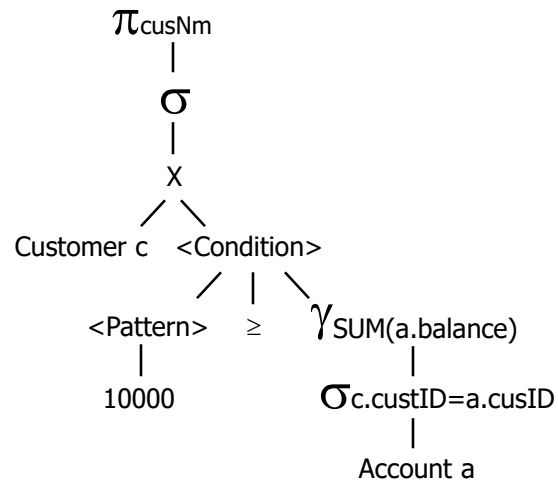 πcusNm
σ
X
Customer c <Condition>
<Pattern> ≥ γSUM(a.balance)
10000 σc.custID=a.cusID
Account a